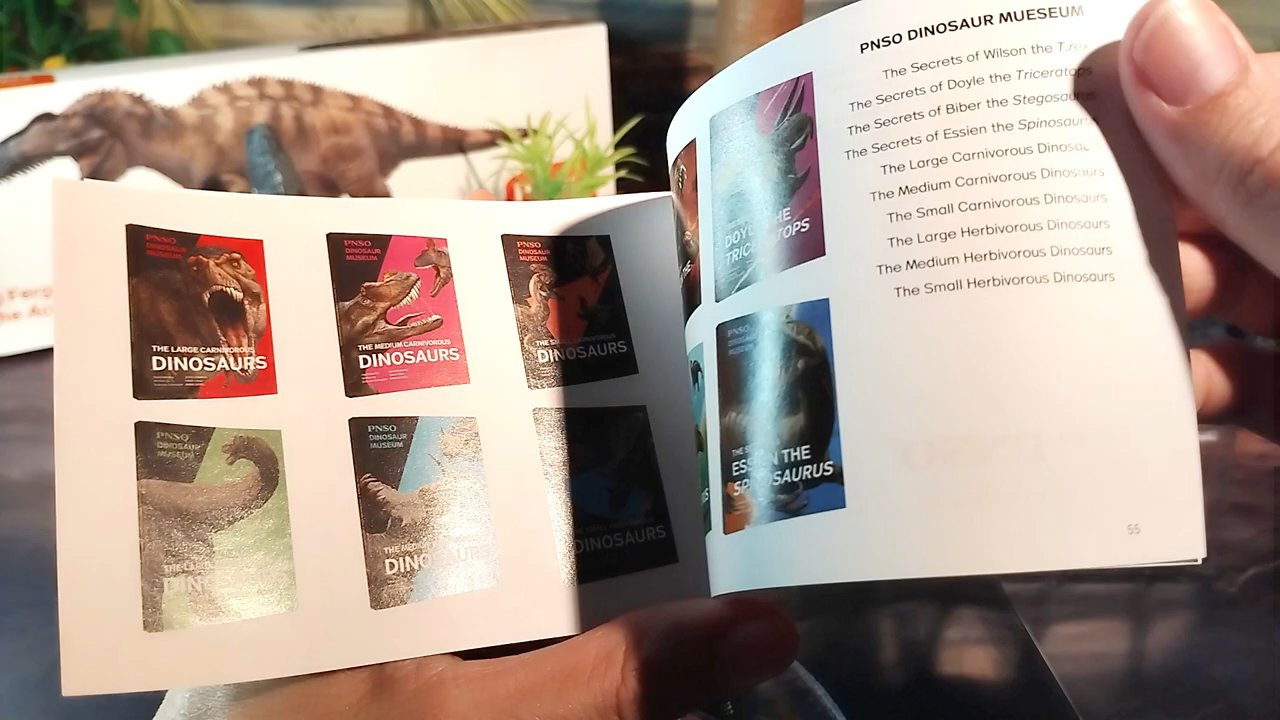 PNSO
DINOSAUR
MUSEUM
THE LARGE CARNIVOROUS
DINOSAURS
PNSO
DINOSAUR
MUSEUM
THE MEDIUM CARNIVOROUS
DINOSAURS
PNSO
DINOSAUR
MUSEUM
CARNIVOROUS
DINOSAURS
PNSO
DINOSAUR
MUSEUM
PNSO
DINOSAUR
MUSEUM
DINOSAURS
DINOSAURS
THE
ESSIEN THE
SPINOSAURUS
PNSO DINOSAUR MUESEUM
The Secrets of Wilson the T.rex
The Secrets of Doyle the Triceratops
The Secrets of Biber the Stegosaurus
The Secrets of Essien the Spinosaurus
The Large Carnivorous Dinosaurs
The Medium Carnivorous Dinosaurs
The Small Carnivorous Dinosaurs
The Large Herbivorous Dinosaurs
The Medium Herbivorous Dinosaurs
The Small Herbivorous Dinosaurs
55